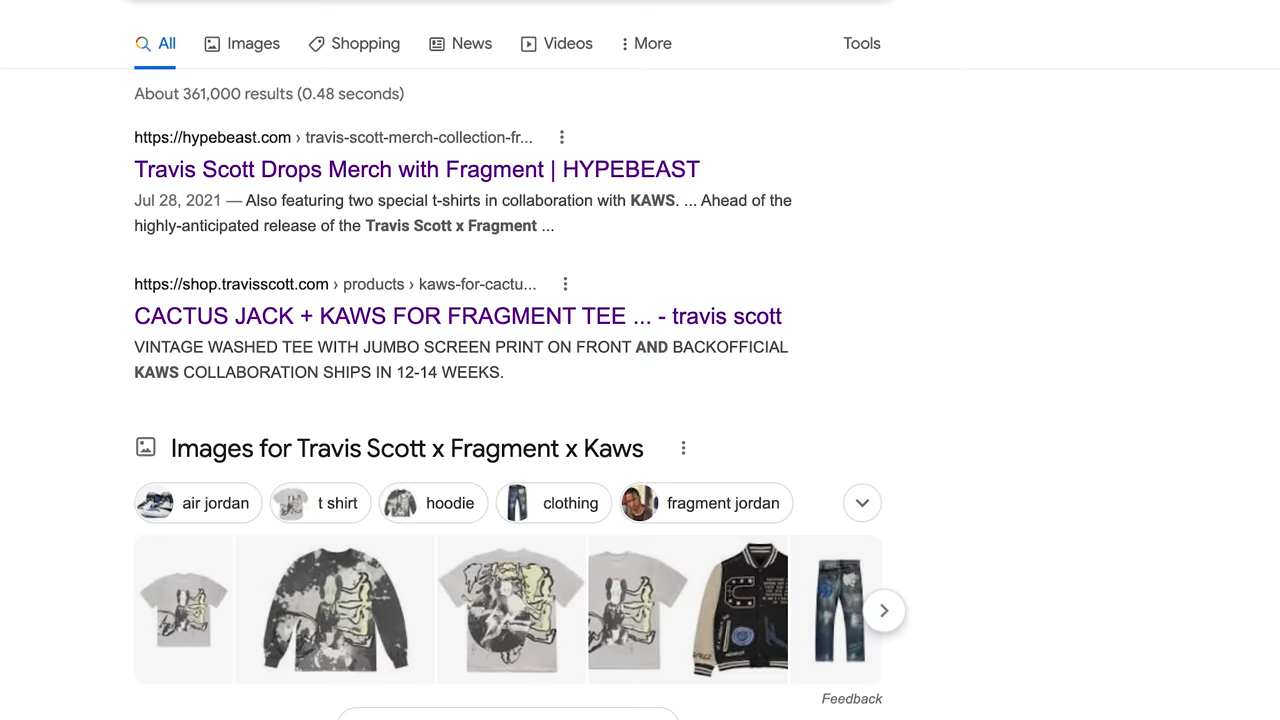 All Images Shopping News Videos More Tools
About 361,000 results (0.48 seconds)
https://hypebeast.com › travis-scott-merch-collection-fr...
Travis Scott Drops Merch with Fragment | HYPEBEAST
Jul 28, 2021 — Also featuring two special t-shirts in collaboration with KAWS. ... Ahead of the
highly-anticipated release of the Travis Scott x Fragment ...
https://shop.travisscott.com › products › kaws-for-cactu...
CACTUS JACK + KAWS FOR FRAGMENT TEE ... - travis scott
VINTAGE WASHED TEE WITH JUMBO SCREEN PRINT ON FRONT AND BACKOFFICIAL
KAWS COLLABORATION SHIPS IN 12-14 WEEKS.
Images for Travis Scott x Fragment x Kaws
air jordan t shirt hoodie clothing fragment jordan
Feedback